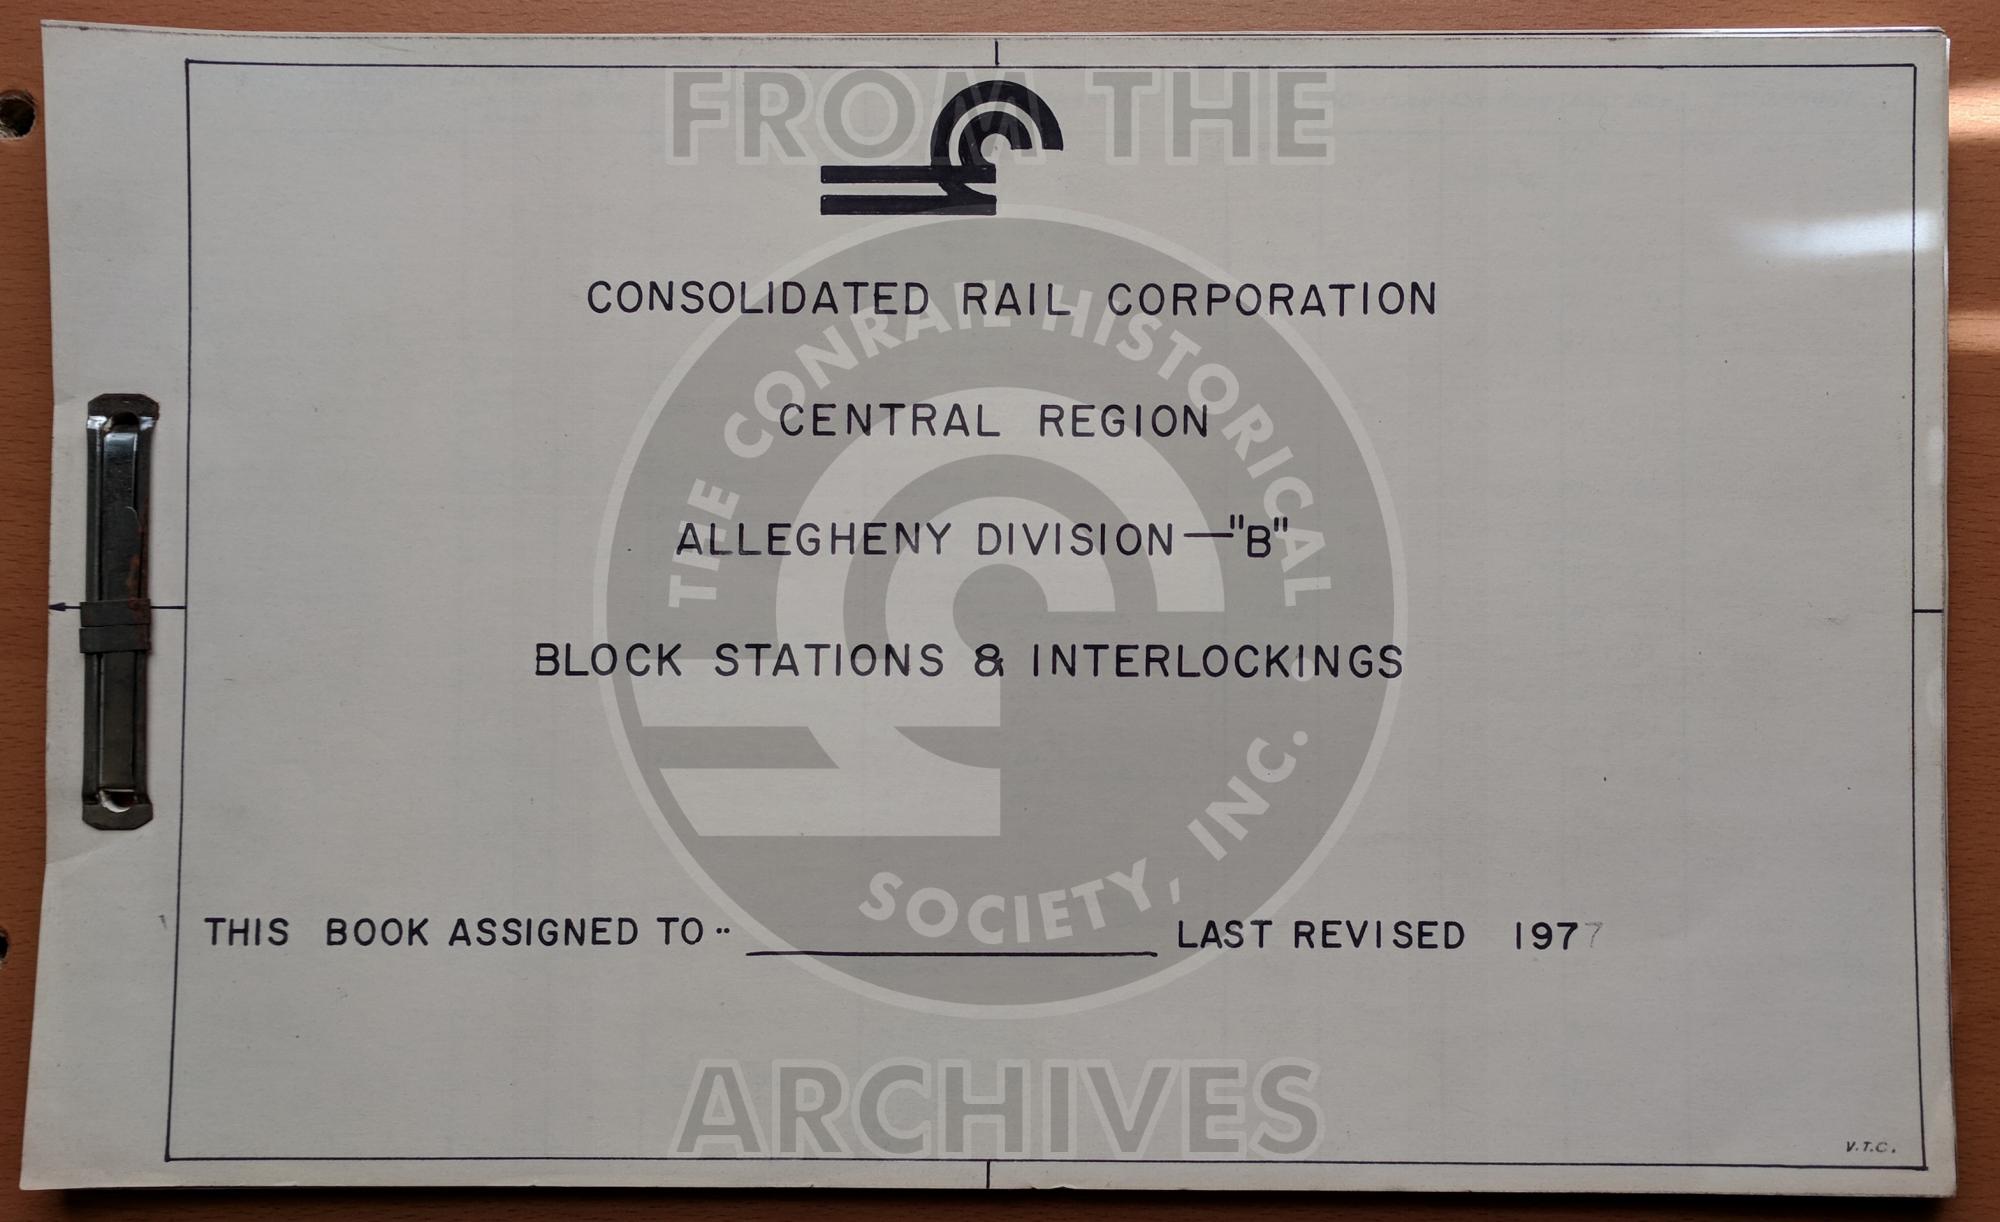 FROM THE
CONSOLIDATED RAIL CORPORATION
THE CONRAIL HISTORICAL SOCIETY, INC.
CENTRAL REGION
ALLEGHENY DIVISION—"B"
BLOCK STATIONS & INTERLOCKINGS
THIS BOOK ASSIGNED TO.. ____________ LAST REVISED 1977
ARCHIVES
V.T.C.